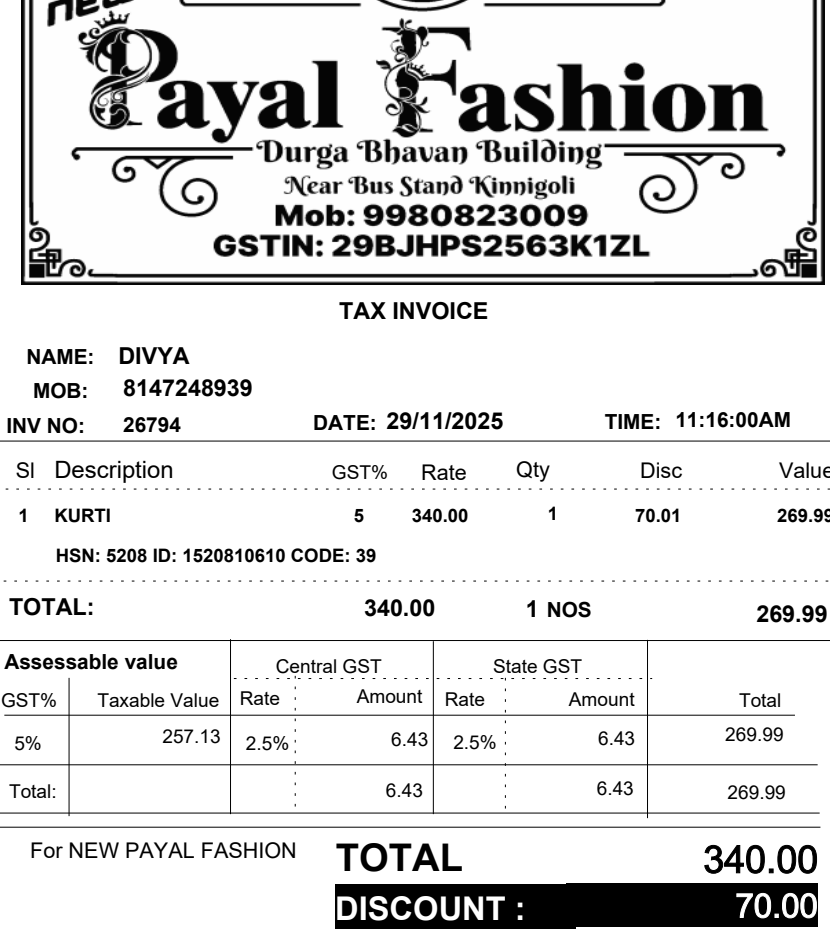 new
Payal Fashion
Durga Bhavan Building
Near Bus Stand Kinnigoli
Mob: 9980823009
GSTIN: 29BJHPS2563K1ZL
TAX INVOICE
NAME: DIVYA
MOB: 8147248939
INV NO: 26794 DATE: 29/11/2025 TIME: 11:16:00AM
Sl Description GST% Rate Qty Disc Value
1 KURTI 5 340.00 1 70.01 269.99
HSN: 5208 ID: 1520810610 CODE: 39
TOTAL: 340.00 1 NOS 269.99
Assessable value Central GST State GST
GST% Taxable Value Rate Amount Rate Amount Total
5% 257.13 2.5% 6.43 2.5% 6.43 269.99
Total: 6.43 6.43 269.99
For NEW PAYAL FASHION TOTAL 340.00
DISCOUNT : 70.00